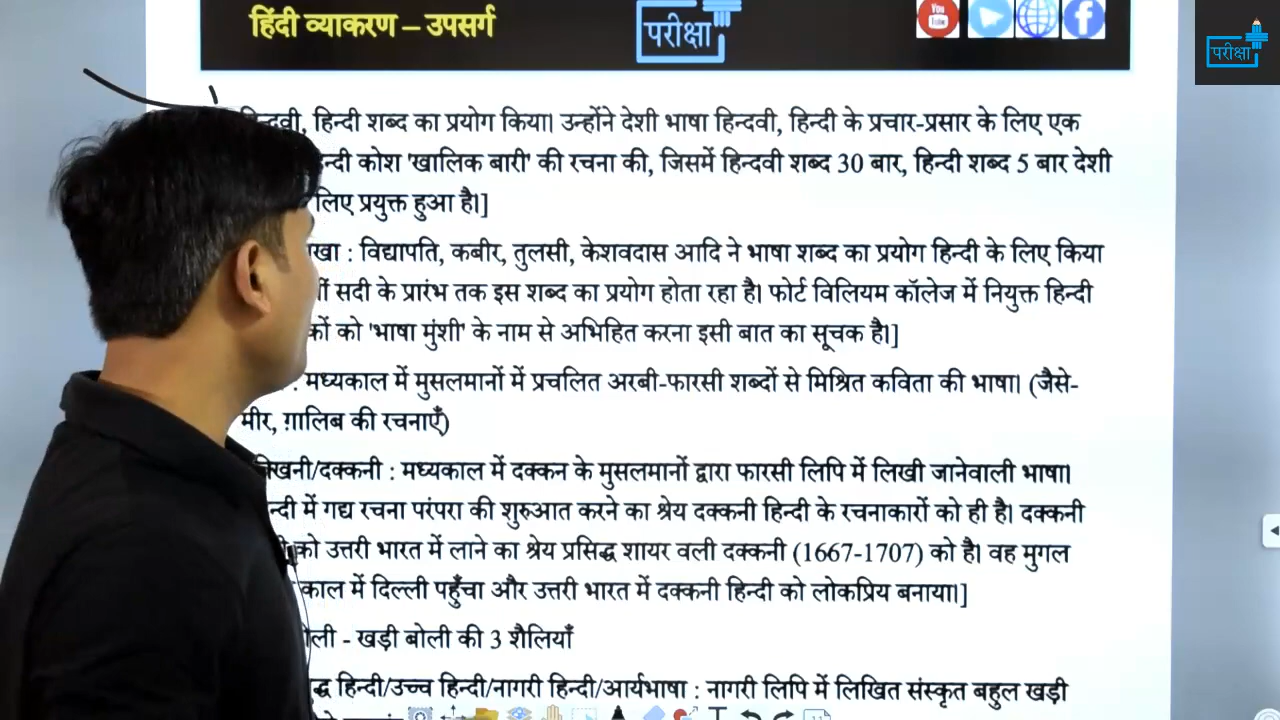 हिंदी व्याकरण – उपसर्ग
परीक्षा
You
Tube
परीक्षा
हिन्दवी, हिन्दी शब्द का प्रयोग किया। उन्होंने देशी भाषा हिन्दवी, हिन्दी के प्रचार-प्रसार के लिए एक
कोश 'खालिक बारी' की रचना की, जिसमें हिन्दवी शब्द 30 बार, हिन्दी शब्द 5 बार देशी
लिए प्रयुक्त हुआ है।]
: विद्यापति, कबीर, तुलसी, केशवदास आदि ने भाषा शब्द का प्रयोग हिन्दी के लिए किया
सदी के प्रारंभ तक इस शब्द का प्रयोग होता रहा है। फोर्ट विलियम कॉलेज में नियुक्त हिन्दी
को 'भाषा मुंशी' के नाम से अभिहित करना इसी बात का सूचक है।]
: मध्यकाल में मुसलमानों में प्रचलित अरबी-फारसी शब्दों से मिश्रित कविता की भाषा। (जैसे-
मीर, ग़ालिब की रचनाएँ)
/दक्कनी : मध्यकाल में दक्कन के मुसलमानों द्वारा फारसी लिपि में लिखी जानेवाली भाषा।
में गद्य रचना परंपरा की शुरुआत करने का श्रेय दक्कनी हिन्दी के रचनाकारों को ही है। दक्कनी
को उत्तरी भारत में लाने का श्रेय प्रसिद्ध शायर वली दक्कनी (1667-1707) को है। वह मुगल
काल में दिल्ली पहुँचा और उत्तरी भारत में दक्कनी हिन्दी को लोकप्रिय बनाया।]
- खड़ी बोली की 3 शैलियाँ
हिन्दी/उच्च हिन्दी/नागरी हिन्दी/आर्यभाषा : नागरी लिपि में लिखित संस्कृत बहुल खड़ी